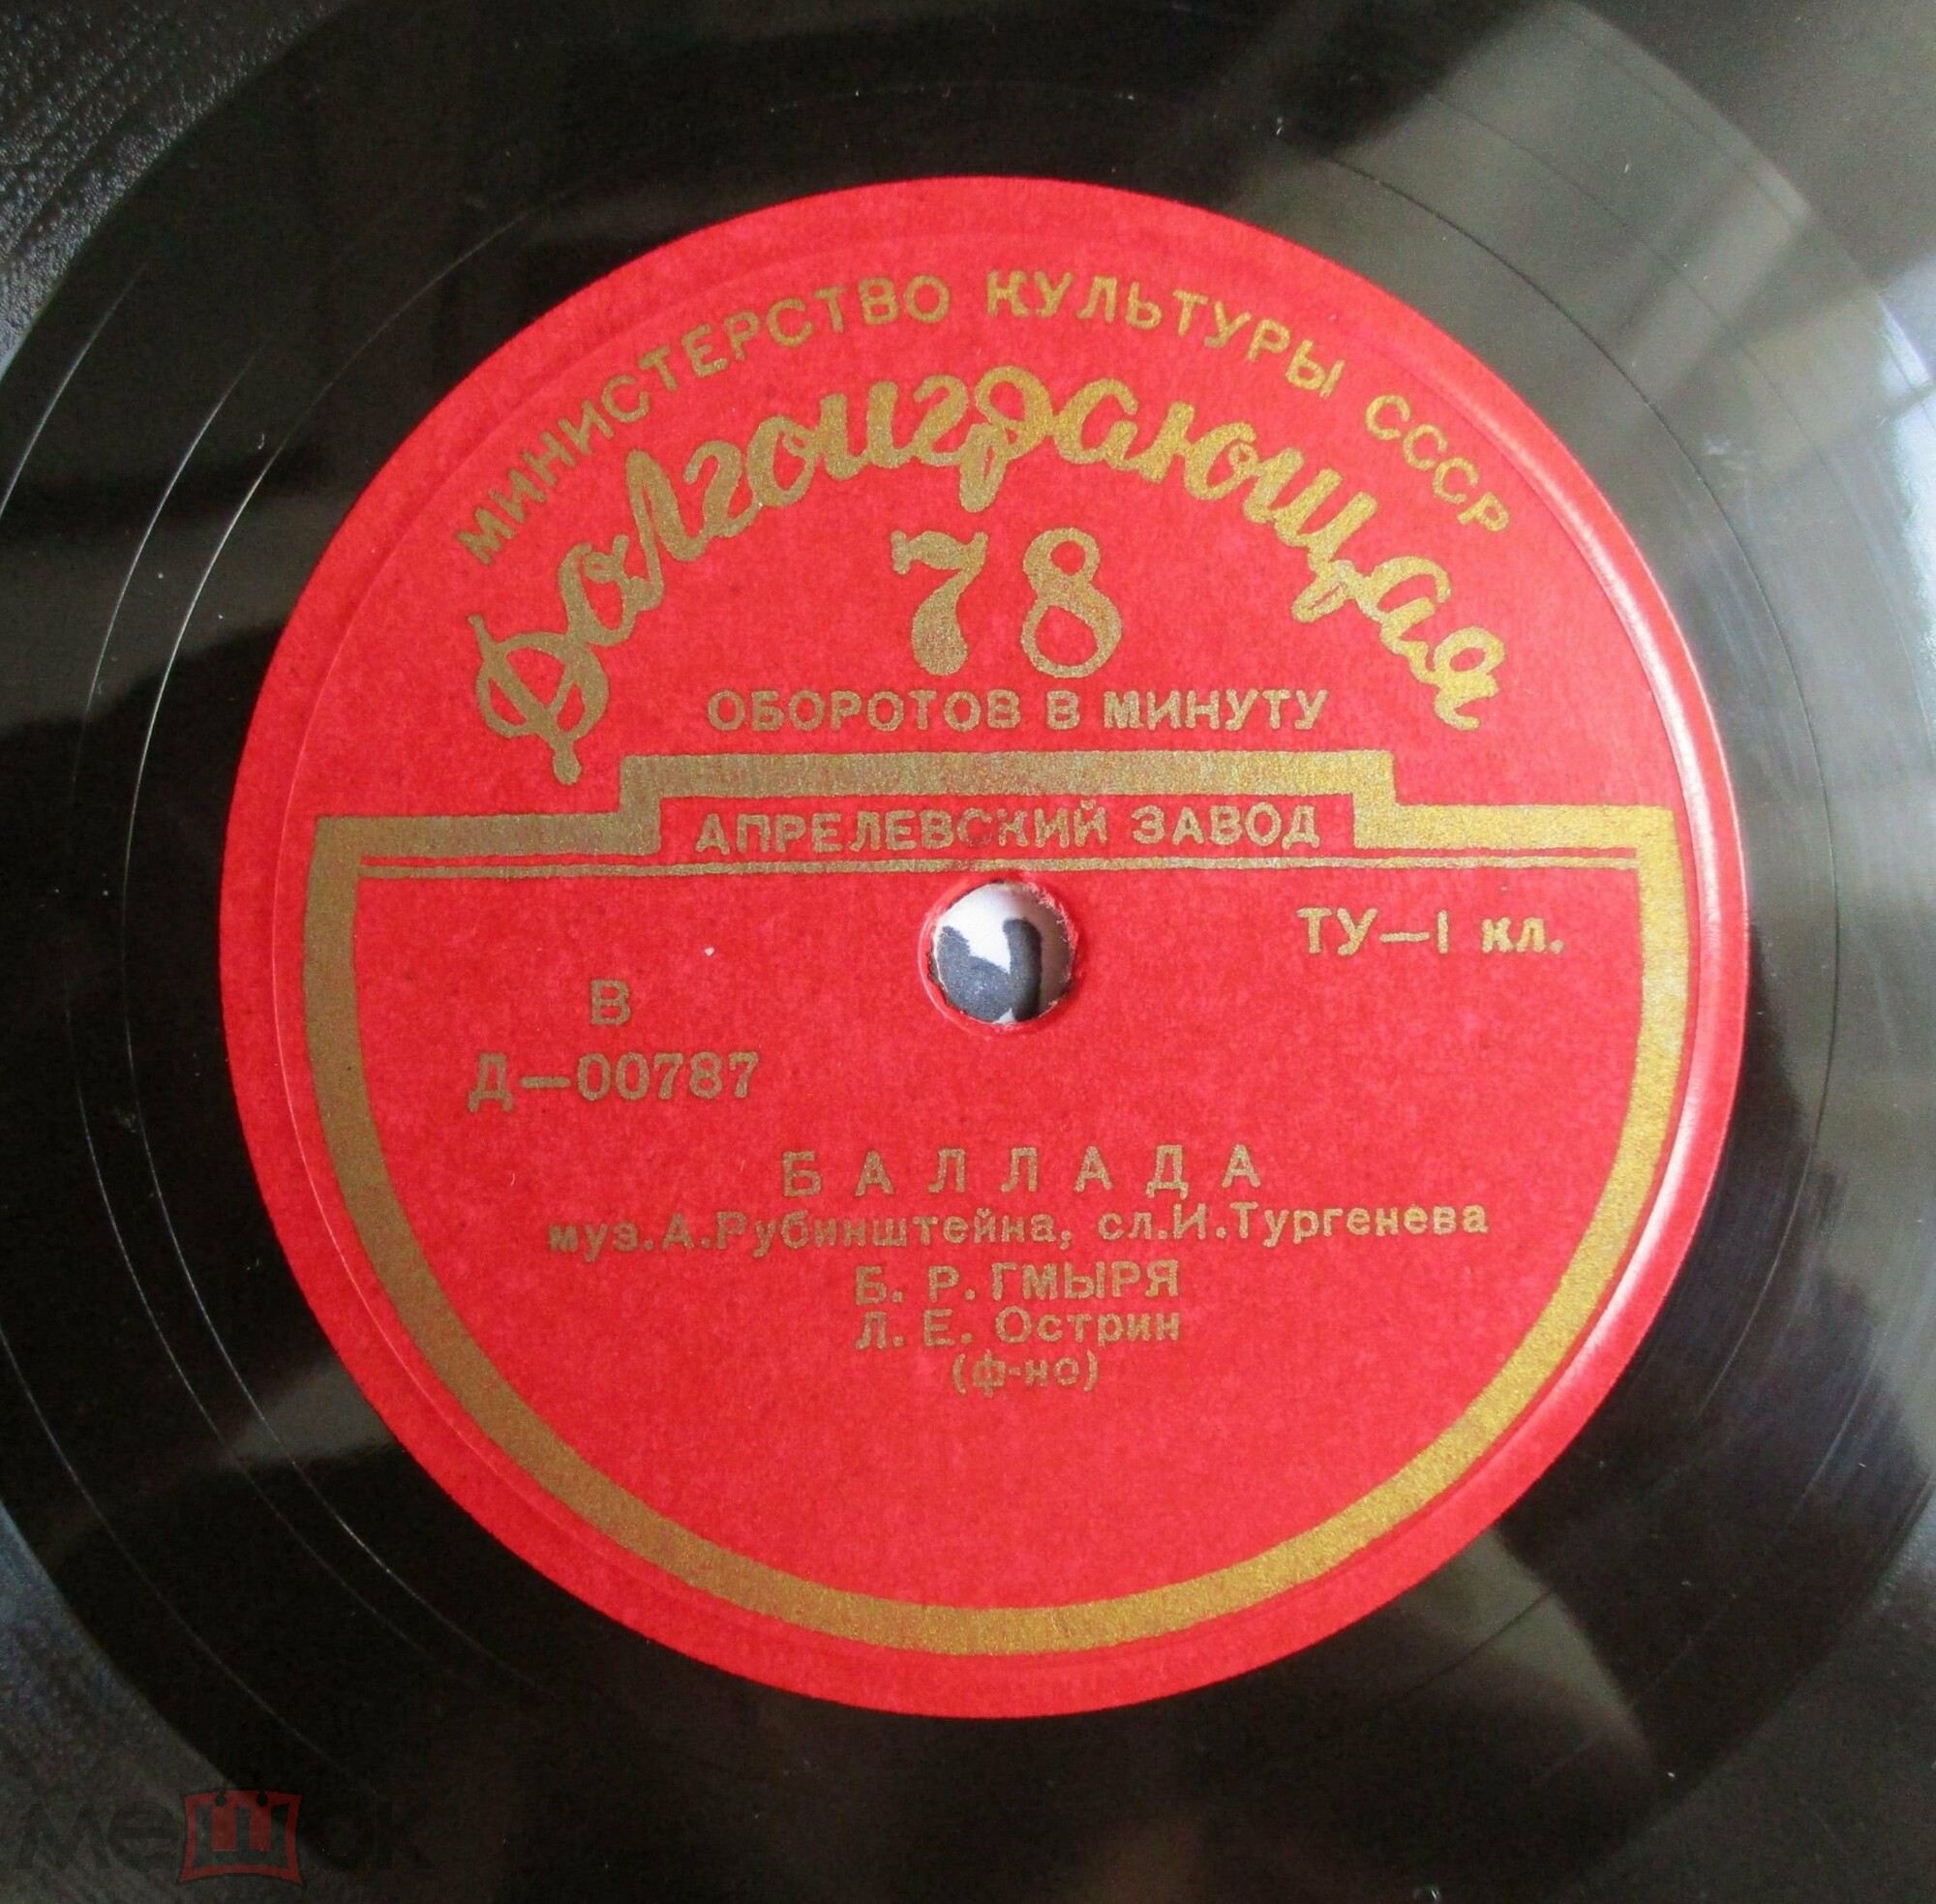 МИНИСТЕРСТВО КУЛЬТУРЫ СССР
Долгоиграющая
78
ОБОРОТОВ В МИНУТУ
АПРЕЛЕВСКИЙ ЗАВОД
ТУ—I кл.
В
Д—00787
БАЛЛАДА
муз.А.Рубинштейна, сл.И.Тургенева
Б. Р. ГМЫРЯ
Л. Е. Острин
(ф-но)
мешок